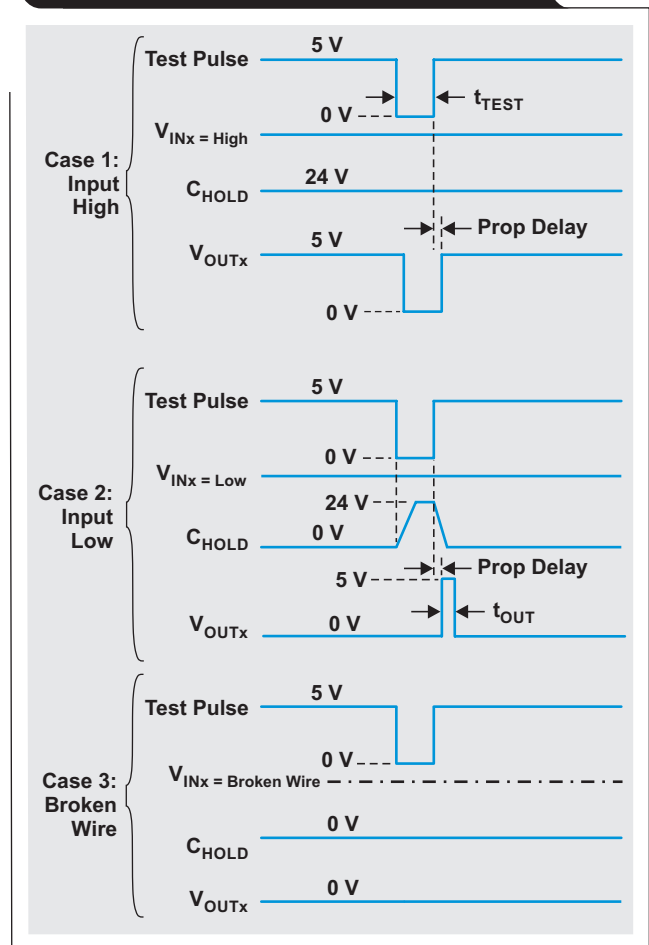 5 V
Test Pulse
tTEST
0 V
VINx = High
Case 1:
Input
High
24 V
CHOLD
Prop Delay
5 V
VOUTx
0 V
5 V
Test Pulse
0 V
VINx = Low
Case 2:
Input
Low
24 V
0 V
CHOLD
Prop Delay
5 V
tOUT
0 V
VOUTx
5 V
Test Pulse
0 V
VINx = Broken Wire
Case 3:
Broken
Wire
0 V
CHOLD
0 V
VOUTx